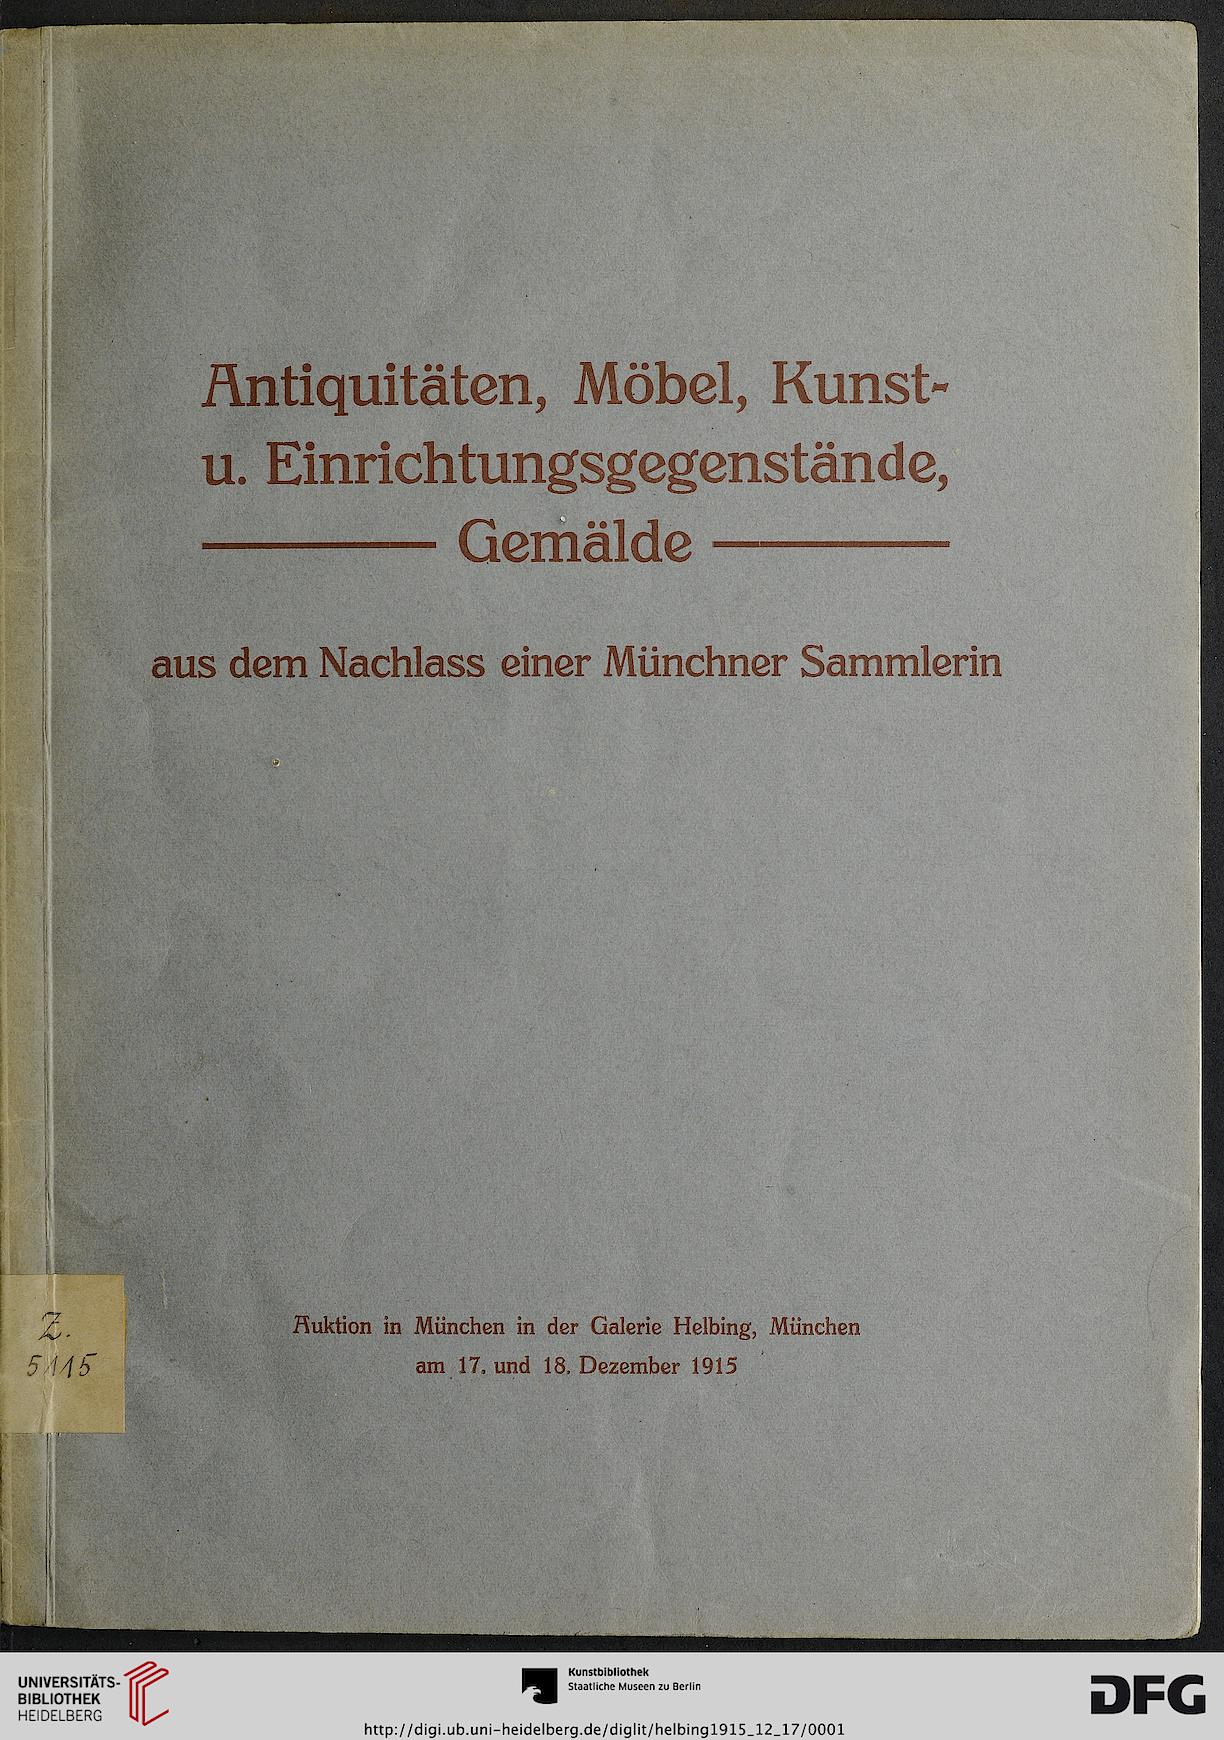 Antiquitäten, Möbel, Kunst-
u. Einrichtungsgegenstände,
Gemälde
aus dem Nachlass einer Münchner Sammlerin
Auktion in München in der Galerie Helbing, München
am 17. und 18. Dezember 1915
Z.
5115
UNIVERSITÄTS-
BIBLIOTHEK
HEIDELBERG
Kunstbibliothek
Staatliche Museen zu Berlin
http://digi.ub.uni-heidelberg.de/diglit/helbing1915_12_17/0001
DFG